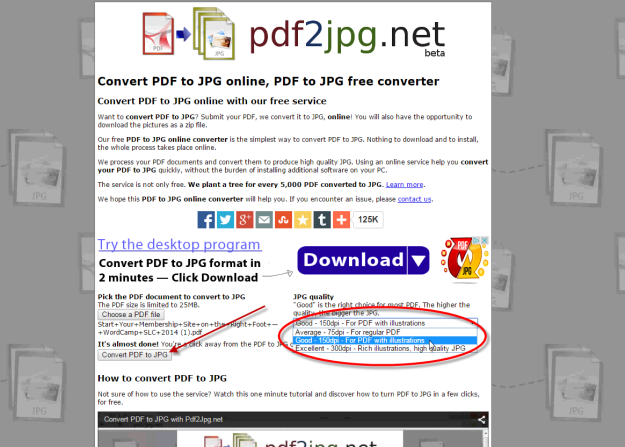 PDF
JPG
pdf2jpg.net
beta
Convert PDF to JPG online, PDF to JPG free converter
Convert PDF to JPG online with our free service
Want to convert PDF to JPG? Submit your PDF, we convert it to JPG, online! You will also have the opportunity to
download the pictures as a zip file.
Our free PDF to JPG online converter is the simplest way to convert PDF to JPG. Nothing to download and to install,
the whole process takes place online.
We process your PDF documents and convert them to produce high quality JPG. Using an online service help you convert
your PDF to JPG quickly, without the burden of installing additional software on your PC.
The service is not only free. We plant a tree for every 5,000 PDF converted to JPG. Learn more.
We hope this PDF to JPG online converter will help you. If you encounter an issue, please contact us.
125K
Try the desktop program
Convert PDF to JPG format in
2 minutes — Click Download
Download
PDF
JPG
Pick the PDF document to convert to JPG
The PDF size is limited to 25MB.
Choose a PDF file
Start+Your+Membership+Site+on+the+Right+Foot+—
+WordCamp+SLC+2014 (1).pdf
It's almost done! You're a click away from the PDF to JPG
Convert PDF to JPG
JPG quality
"Good" is the right choice for most PDF. The higher the
quality, the bigger the JPG.
Good - 150dpi - For PDF with illustrations
Average - 75dpi - For regular PDF
Good - 150dpi - For PDF with illustrations
Excellent - 300dpi - Rich illustrations, high quality JPG
How to convert PDF to JPG
Not sure of how to use the service? Watch this one minute tutorial and discover how to turn PDF to JPG in a few clicks,
for free.
Convert PDF to JPG with Pdf2Jpg.net
pdf2jpg.net